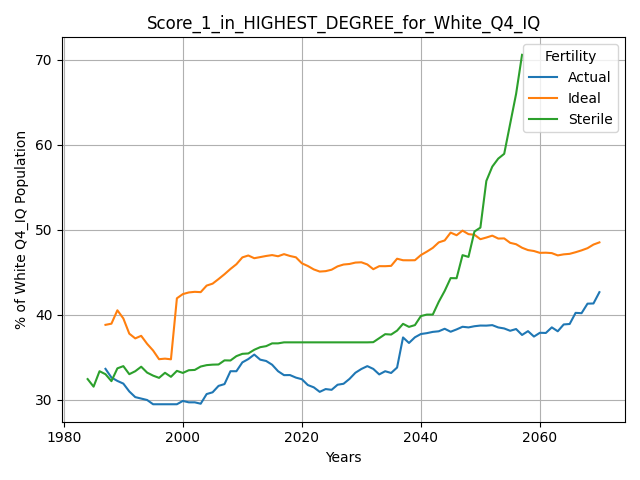 Score_1_in_HIGHEST_DEGREE_for_White_Q4_IQ
Fertility
Actual
Ideal
Sterile
% of White Q4_IQ Population
70
60
50
40
30
1980
2000
2020
2040
2060
Years